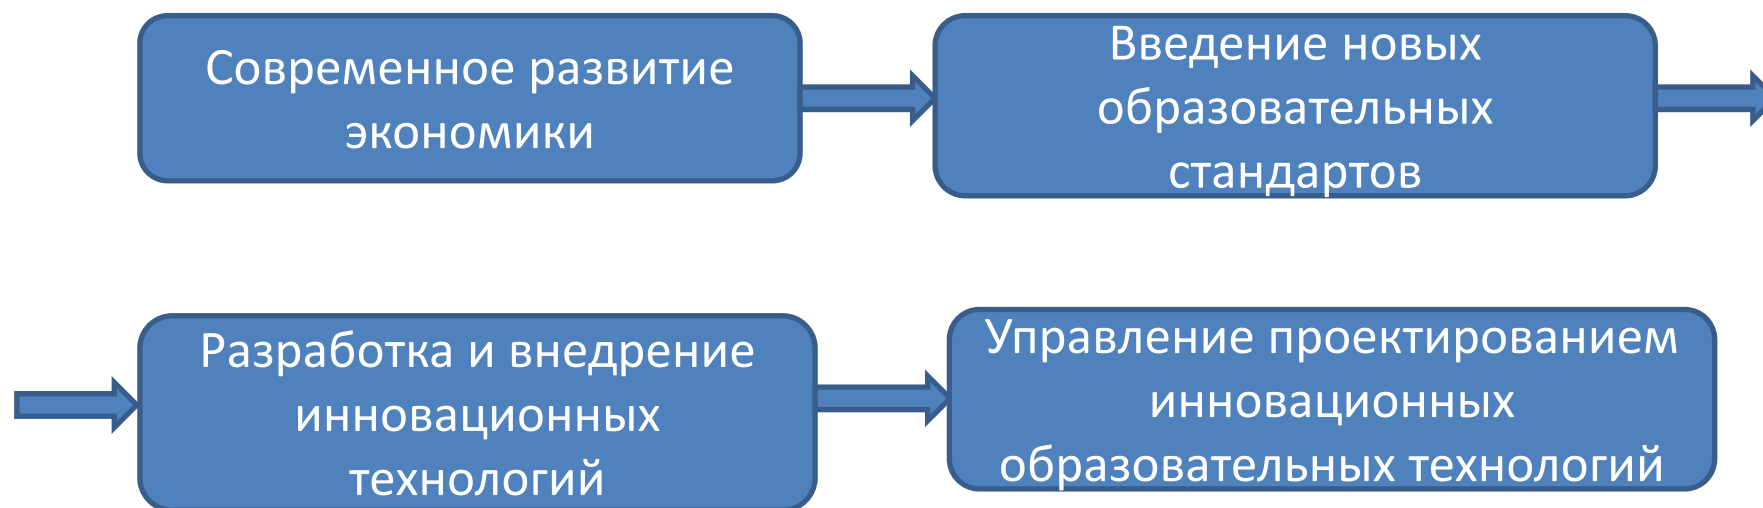 Современное развитие
экономики
Введение новых
образовательных
стандартов
Разработка и внедрение
инновационных
технологий
Управление проектированием
инновационных
образовательных технологий